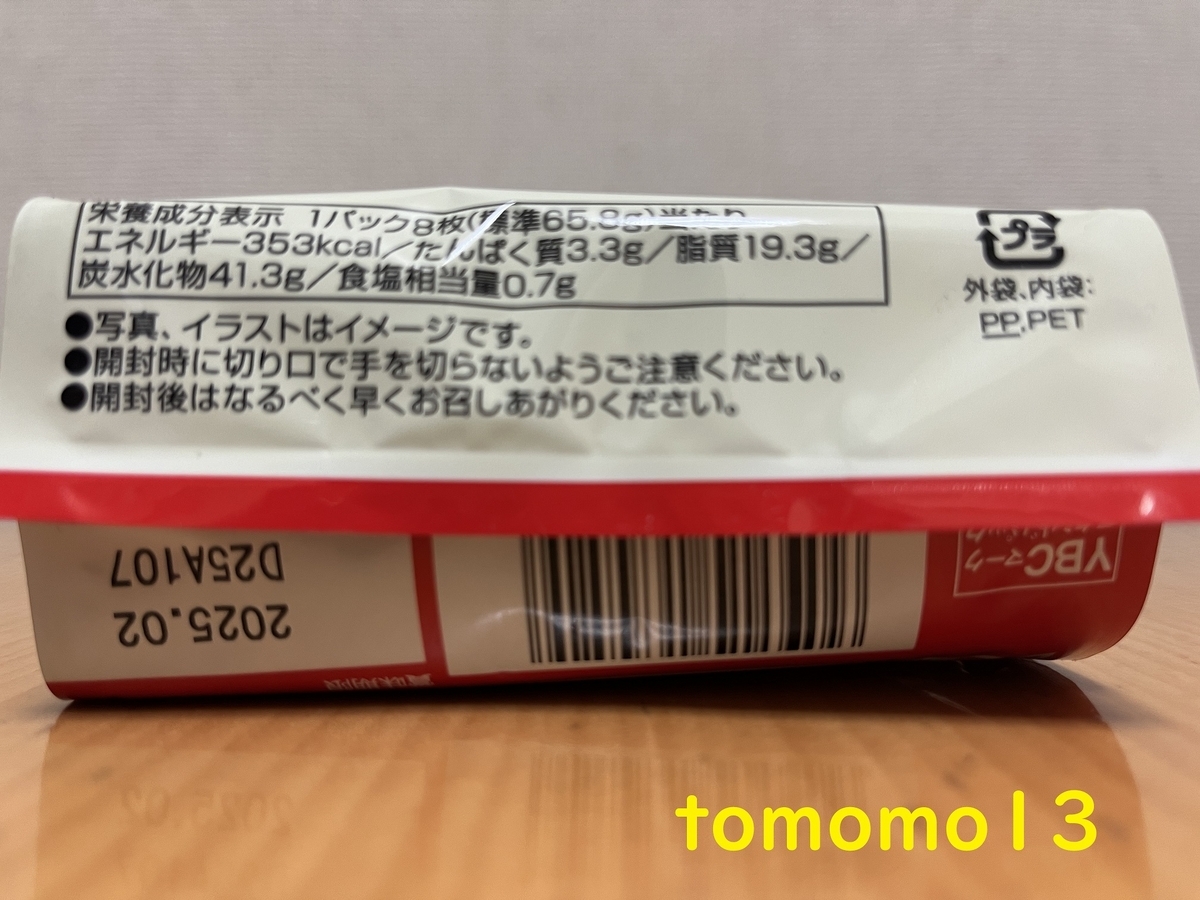 栄養成分表示 1パック8枚(標準65.8g)当たり
エネルギー353kcal／たんぱく質3.3g／脂質19.3g／
炭水化物41.3g／食塩相当量0.7g
プラ
外袋、内袋:
PP,PET
●写真、イラストはイメージです。
●開封時に切り口で手を切らないようご注意ください。
●開封後はなるべく早くお召しあがりください。
賞味期限
2025.02
D25A107
YBCマーク
tomomo13